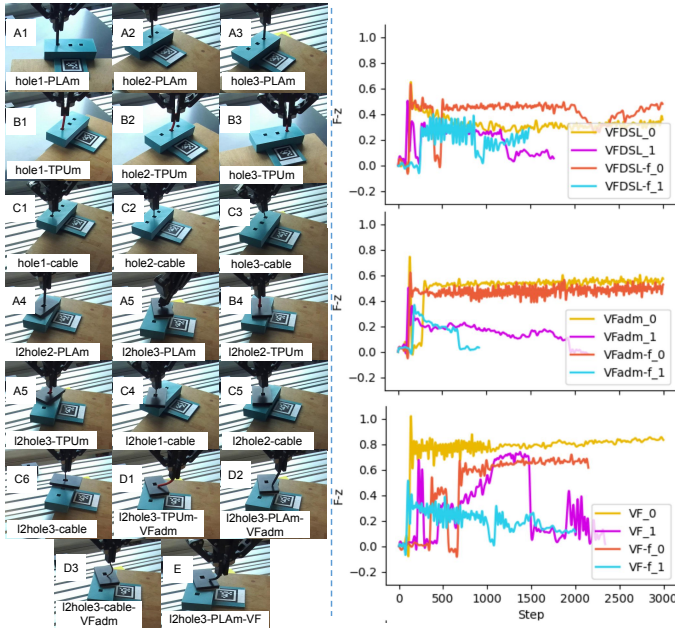 A1 A2 A3
hole1-PLAm hole2-PLAm hole3-PLAm
B1 B2 B3
hole1-TPUm hole2-TPUm hole3-TPUm
C1 C2 C3
hole1-cable hole2-cable hole3-cable
A4 A5 B4
l2hole2-PLAm l2hole3-PLAm l2hole2-TPUm
A5 C4 C5
l2hole3-TPUm l2hole1-cable l2hole2-cable
C6 D1 D2
l2hole3-cable l2hole3-TPUm-VFadm l2hole3-PLAm-VFadm
D3 E
l2hole3-cable-VFadm l2hole3-PLAm-VF
F-z
1.0
0.8
0.6
0.4
0.2
0.0
−0.2
VFDSL_0
VFDSL_1
VFDSL-f_0
VFDSL-f_1
F-z
1.0
0.8
0.6
0.4
0.2
0.0
−0.2
VFadm_0
VFadm_1
VFadm-f_0
VFadm-f_1
F-z
1.0
0.8
0.6
0.4
0.2
0.0
−0.2
VF_0
VF_1
VF-f_0
VF-f_1
0 500 1000 1500 2000 2500 3000
Step